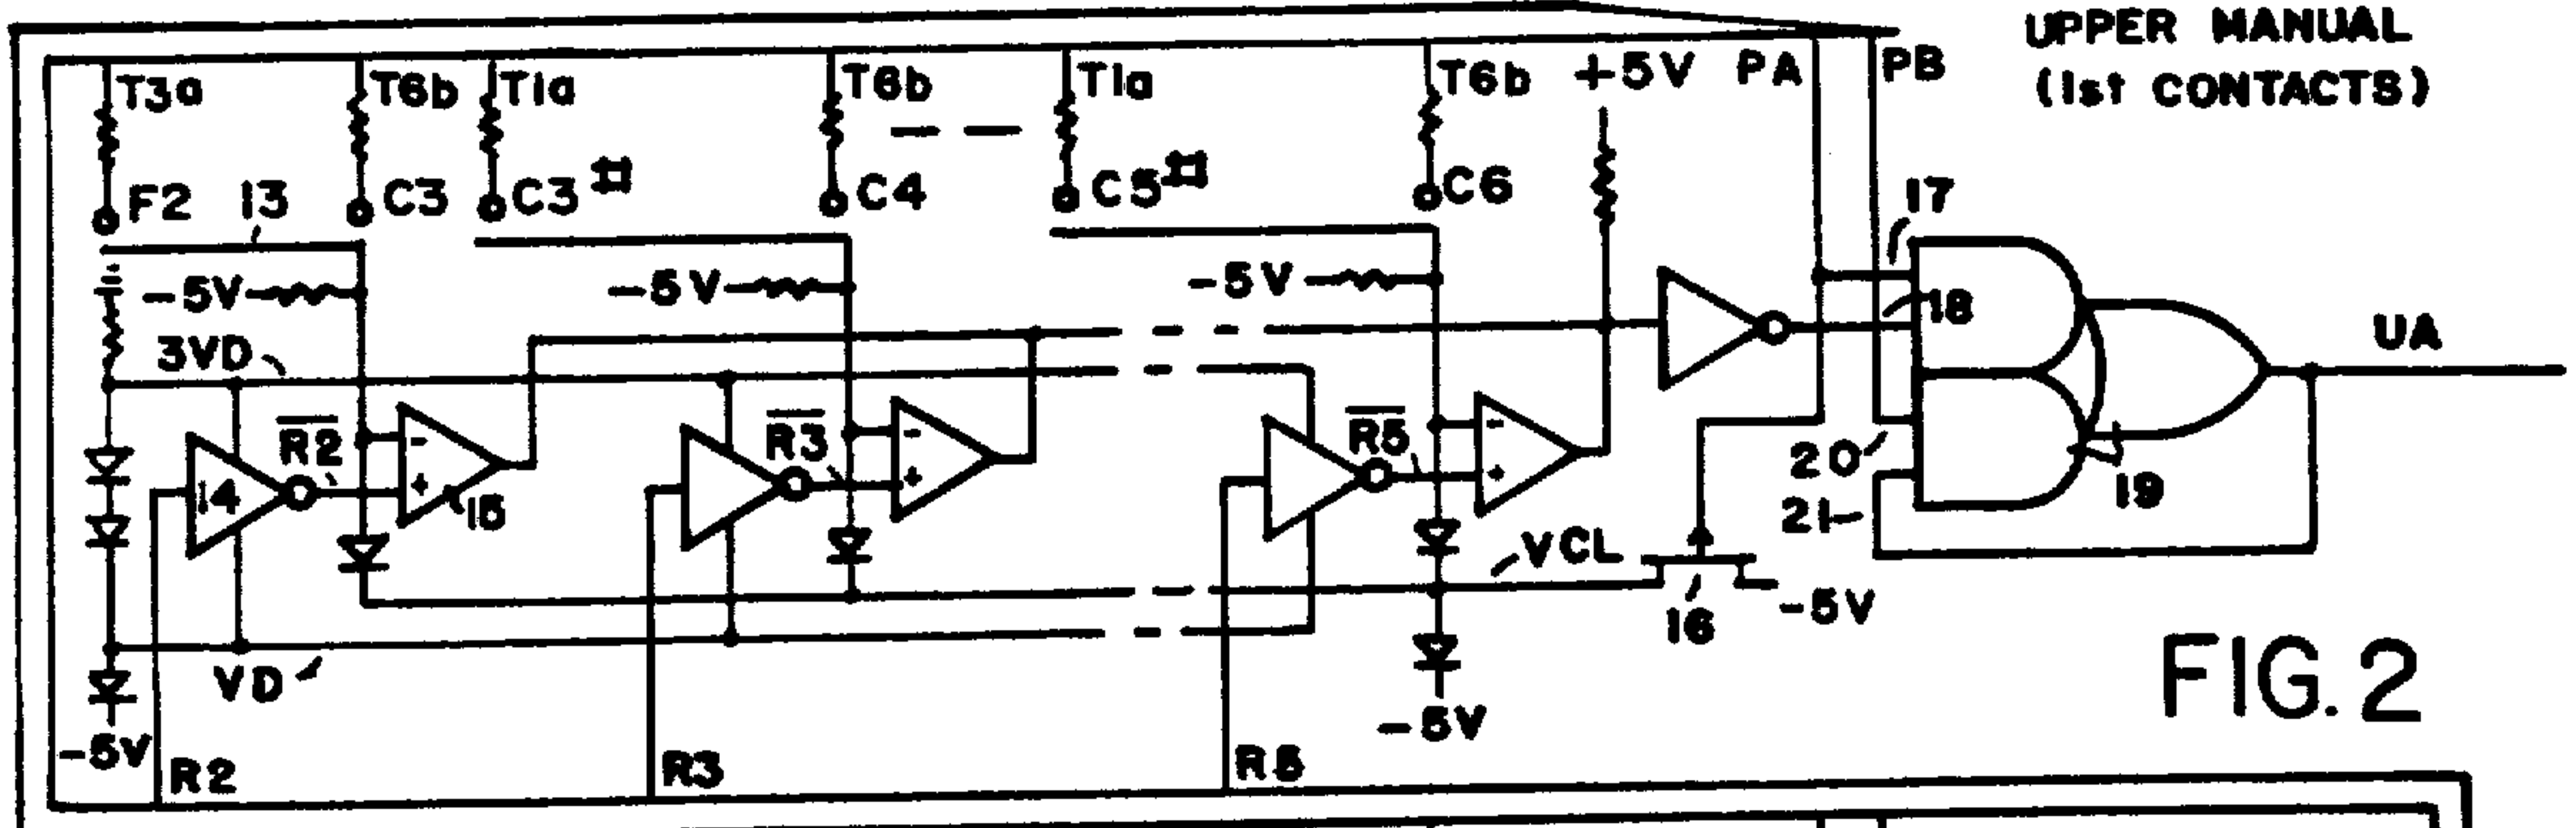 UPPER MANUAL
(1st CONTACTS)
T3a T6b T1a T6b T1a T6b +5V PA PB
F2 13 C3 C3# C4 C5# C6 17
-5V -5V -5V 18
3VD UA
R2 R3 R5
14 15 20 19
21
VCL
16 -5V
VD
-5V -5V
R2 R3 R5
FIG. 2